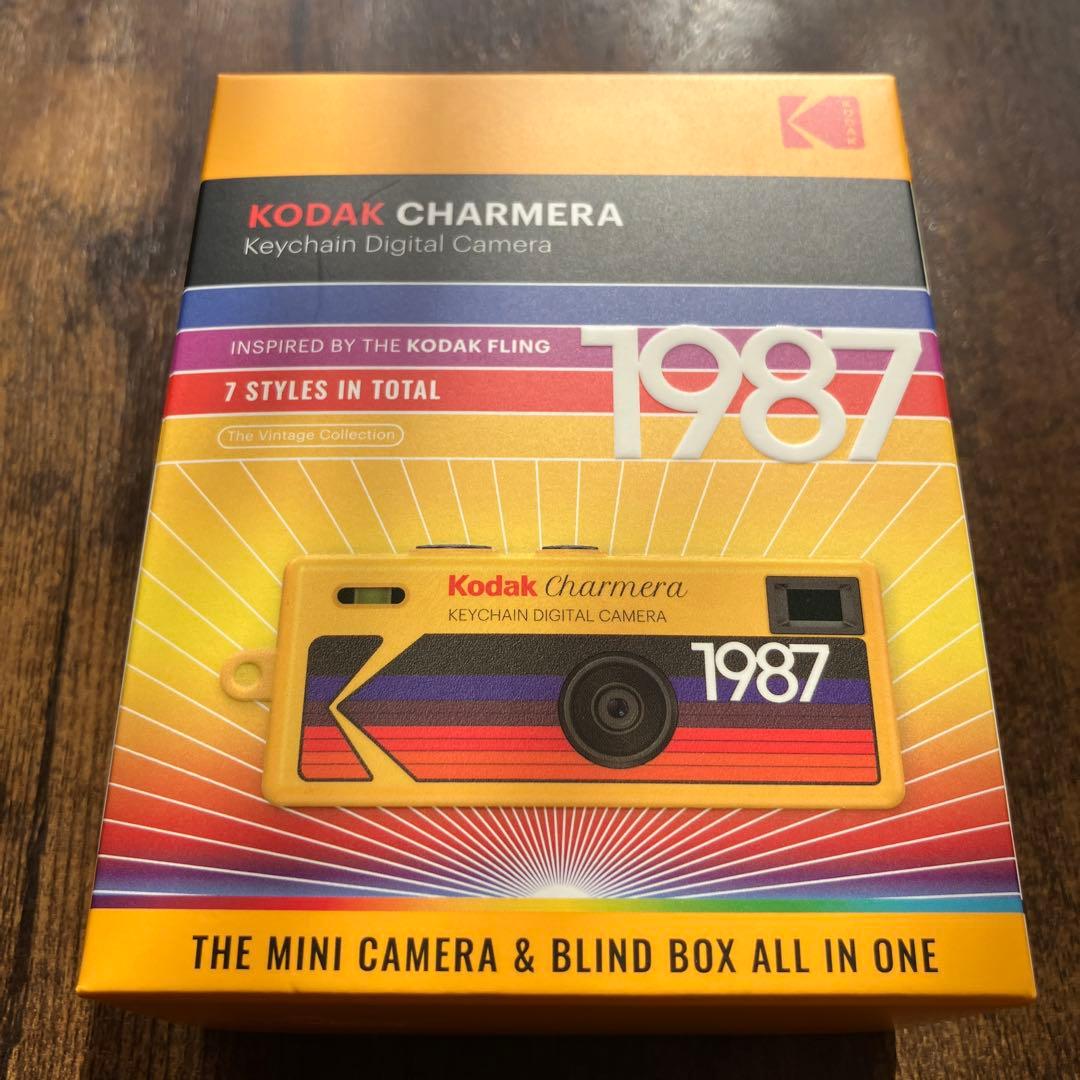 KODAK
KODAK CHARMERA
Keychain Digital Camera
INSPIRED BY THE KODAK FLING
1987
7 STYLES IN TOTAL
The Vintage Collection
Kodak Charmera
KEYCHAIN DIGITAL CAMERA
1987
THE MINI CAMERA & BLIND BOX ALL IN ONE